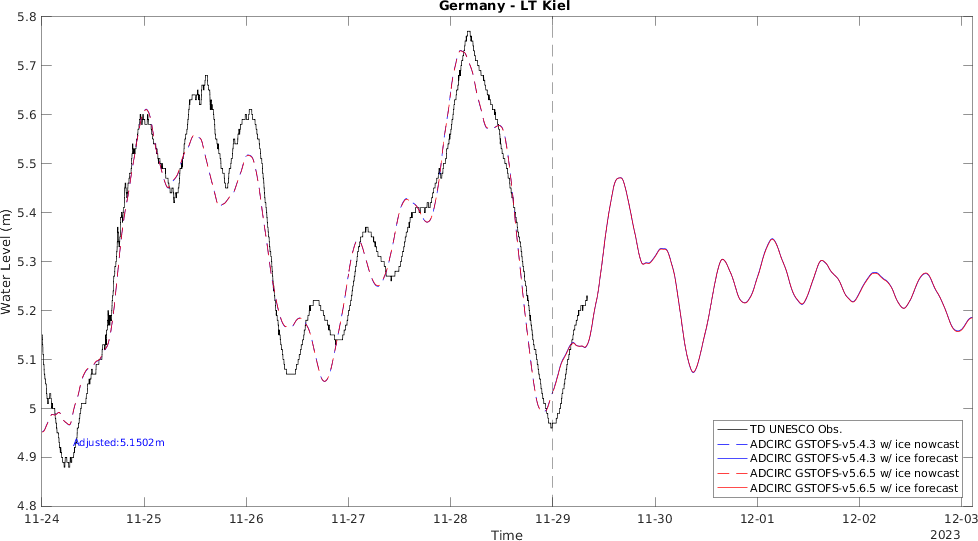 Germany - LT Kiel
5.8
5.7
5.6
5.5
5.4
5.3
5.2
5.1
5
4.9
4.8
Water Level (m)
Adjusted:5.1502m
TD UNESCO Obs.
ADCIRC GSTOFS-v5.4.3 w/ ice nowcast
ADCIRC GSTOFS-v5.4.3 w/ ice forecast
ADCIRC GSTOFS-v5.6.5 w/ ice nowcast
ADCIRC GSTOFS-v5.6.5 w/ ice forecast
11-24 11-25 11-26 11-27 11-28 11-29 11-30 12-01 12-02 12-03
Time
2023